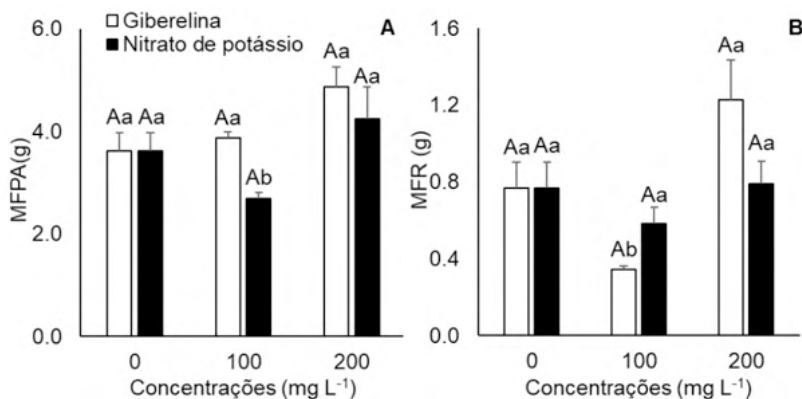 A
Giberelina
Nitrato de potássio
6.0
4.0
2.0
0.0
MFPA(g)
Aa Aa
Aa
Ab
Aa
Aa
0 100 200
Concentrações (mg L⁻¹)
B
1.6
1.2
0.8
0.4
0.0
MFR (g)
Aa Aa
Ab
Aa
Aa
Aa
0 100 200
Concentrações (mg L⁻¹)